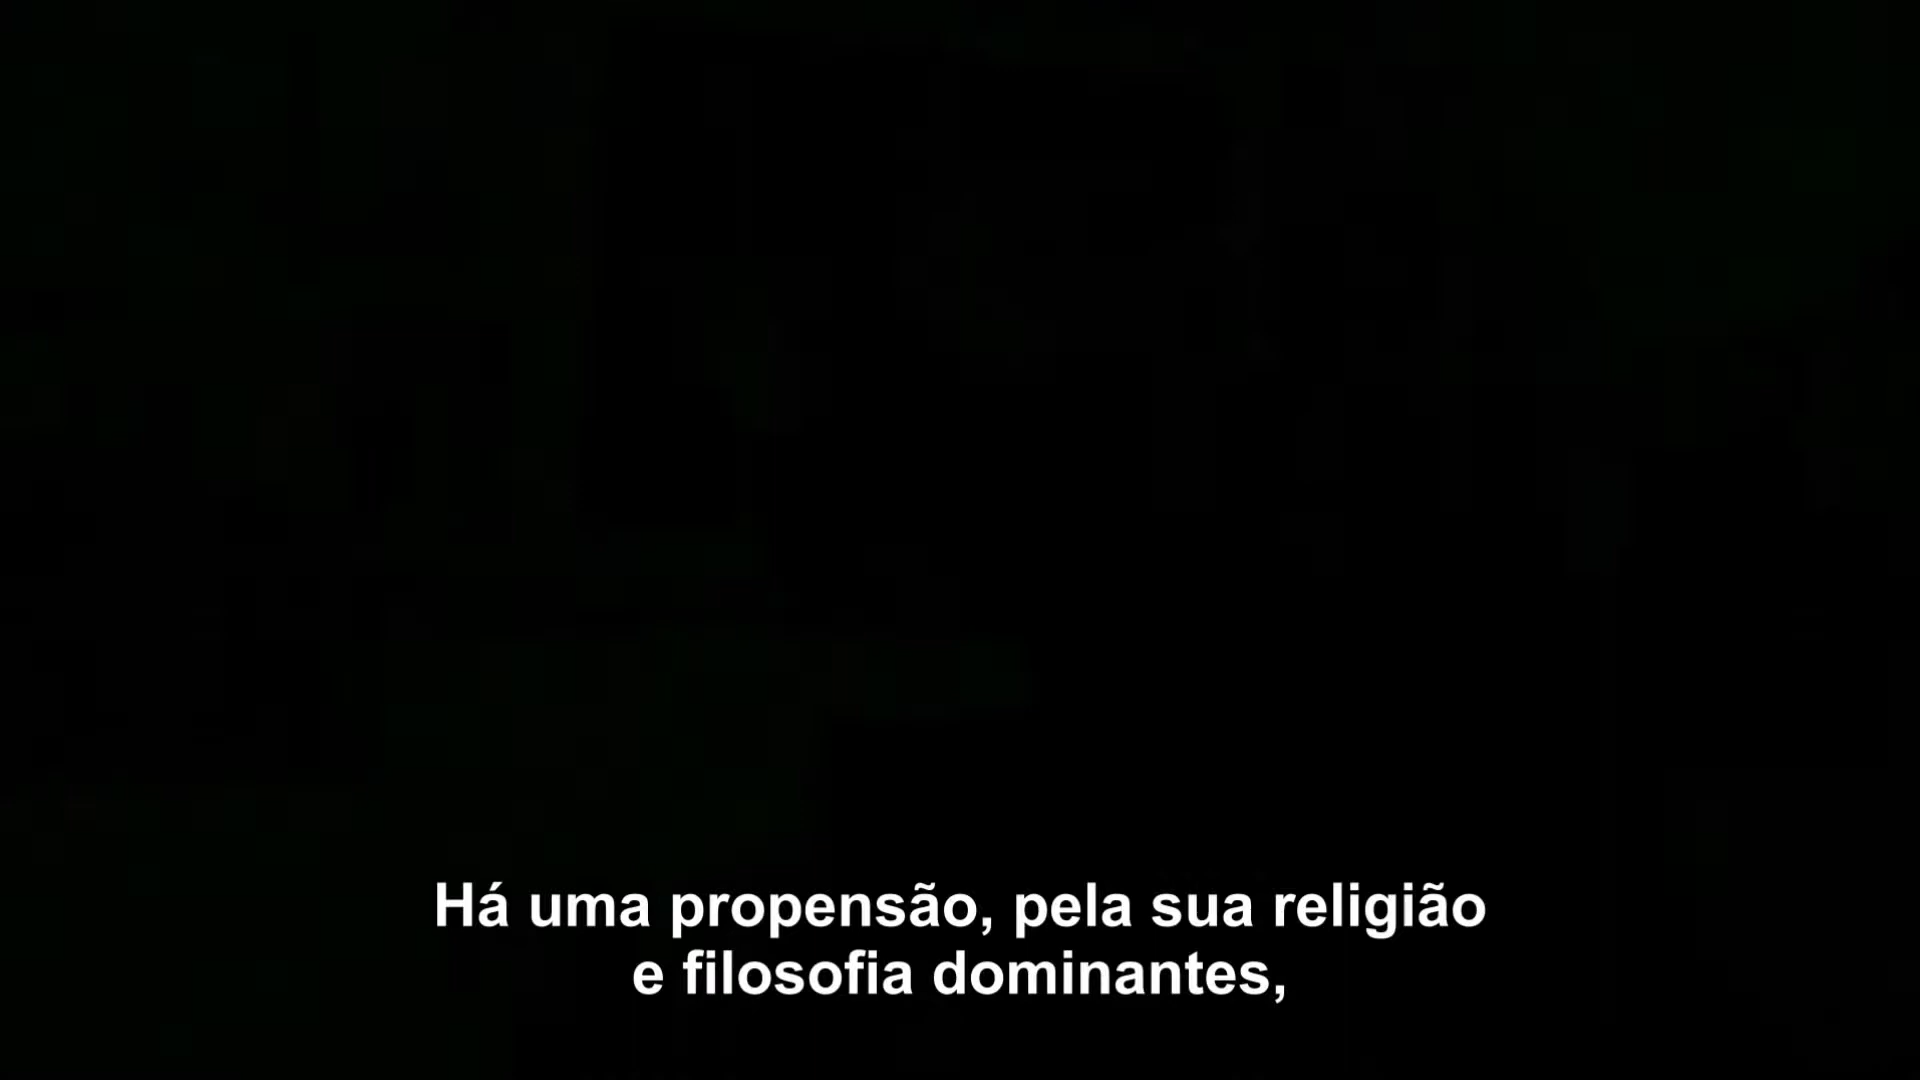 Há uma propensão, pela sua religião
e filosofia dominantes,